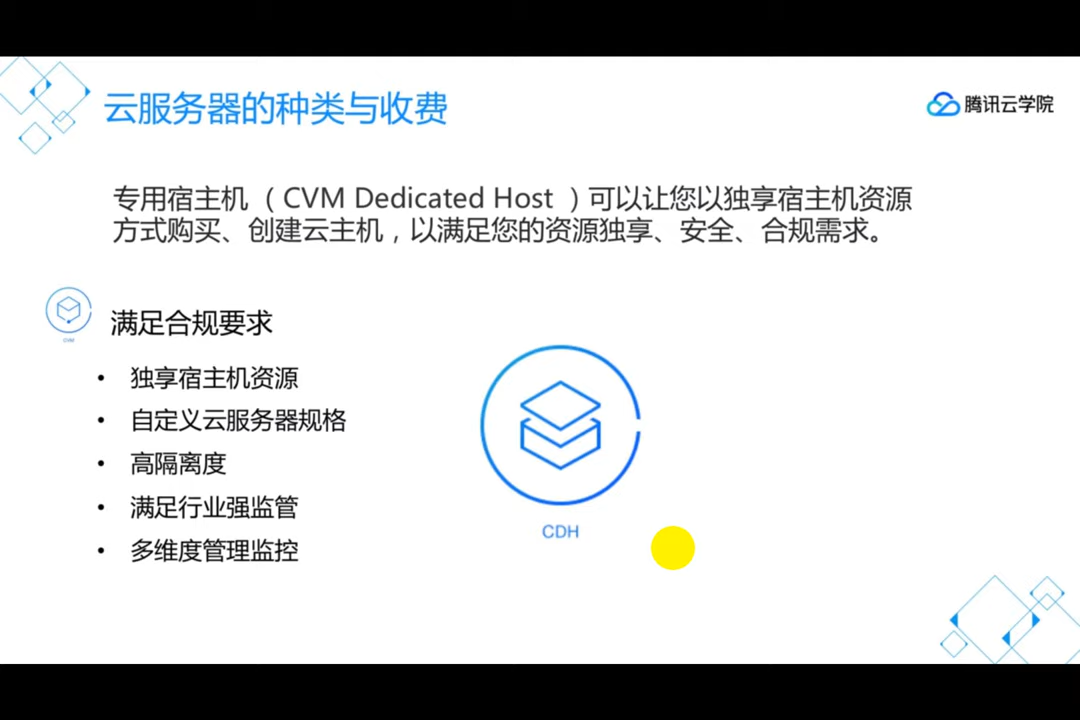 云服务器的种类与收费
腾讯云学院
专用宿主机 （ CVM Dedicated Host ）可以让您以独享宿主机资源
方式购买、创建云主机，以满足您的资源独享、安全、合规需求。
CVM
满足合规要求
• 独享宿主机资源
• 自定义云服务器规格
• 高隔离度
• 满足行业强监管
• 多维度管理监控
CDH